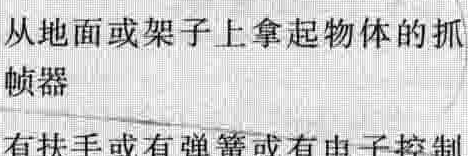 从地面或架子上拿起物体的抓
帧器
有扶手或有弹簧或有电子控制